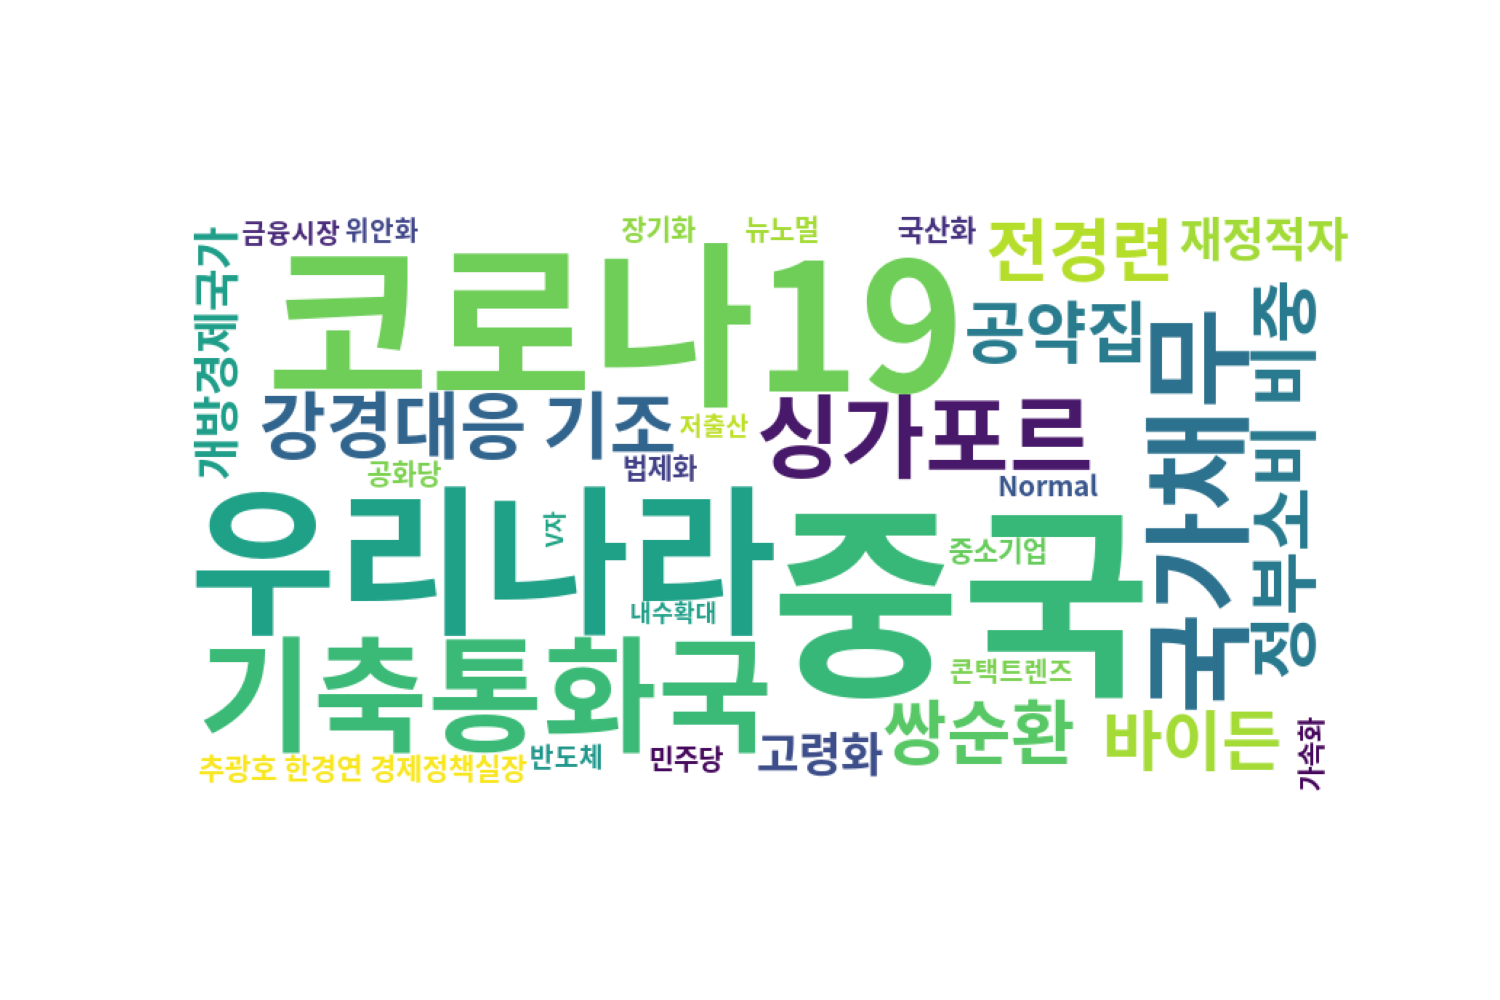 금융시장
위안화
장기화
뉴노멀
국산화
전경련
재정적자
개방경제국가
코로나19
공약집
국가채무
정부소비 비중
강경대응 기조
저출산
싱가포르
공화당
법제화
Normal
우리나라
V자
중국
중소기업
내수확대
기축통화국
콘택트렌즈
쌍순환
바이든
가속화
추광호 한경연 경제정책실장
반도체
민주당
고령화